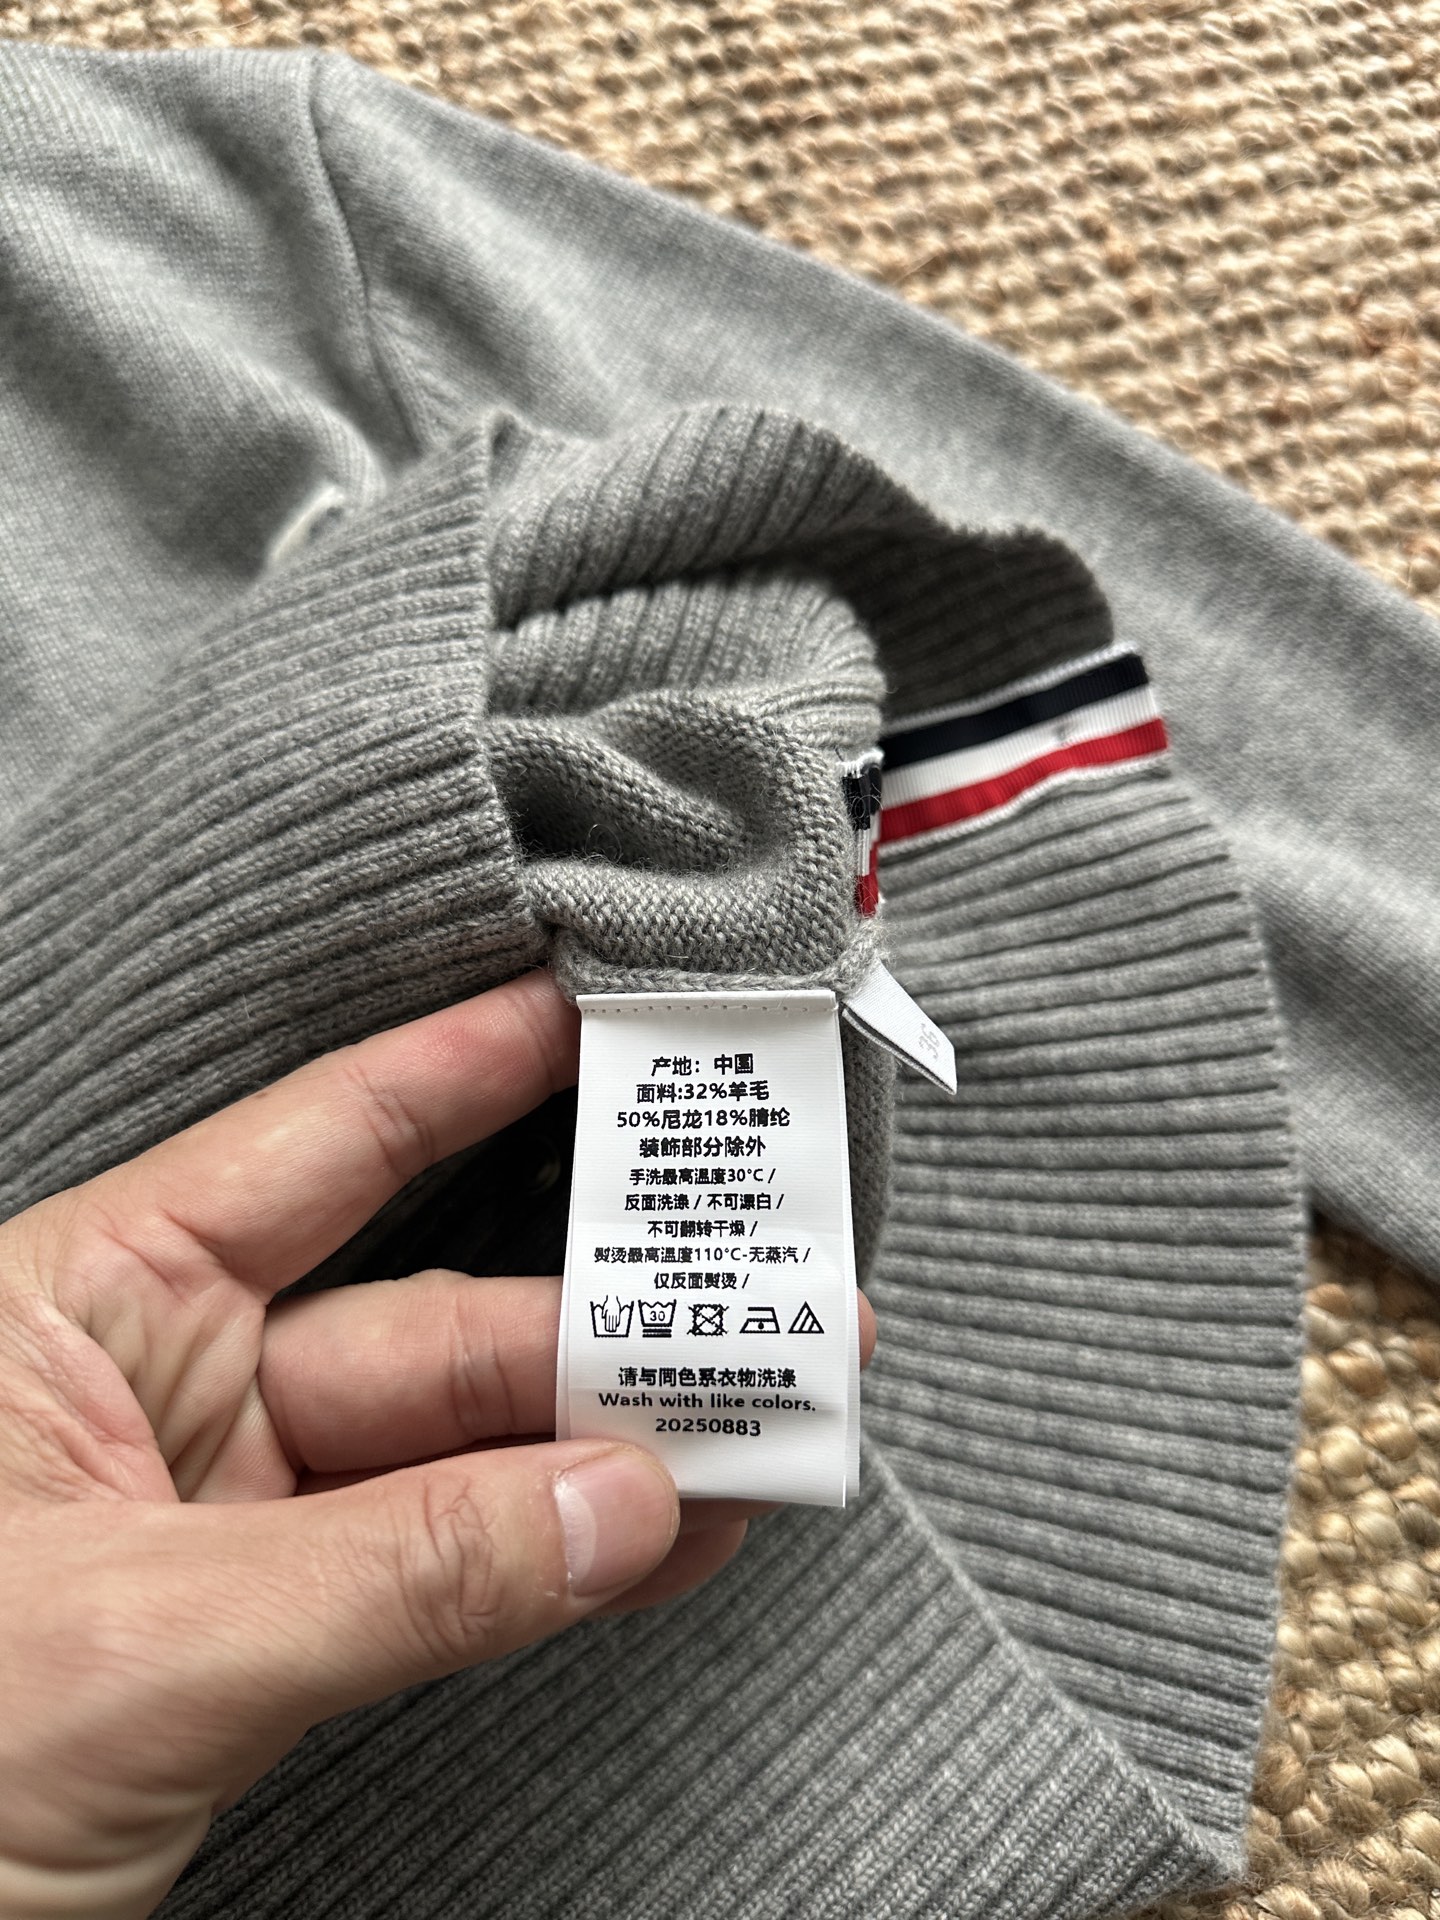 产地：中国
面料:32%羊毛
50%尼龙18%腈纶
装飾部分除外
手洗最高温度30°C /
反面洗涤 / 不可漂白 /
不可翻转干燥 /
熨烫最高温度110°C-无蒸汽 /
仅反面熨烫 /
30
请与同色系衣物洗涤
Wash with like colors.
20250883
36